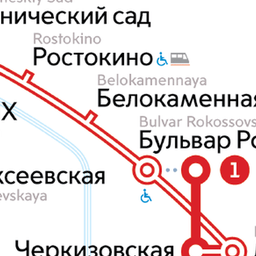 нический сад
Rostokino
Ростокино
Belokamennaya
Белокаменная
Bulvar Rokossovs
Бульвар Ро
Х
1
ксеевская
evskaya
Черкизовская